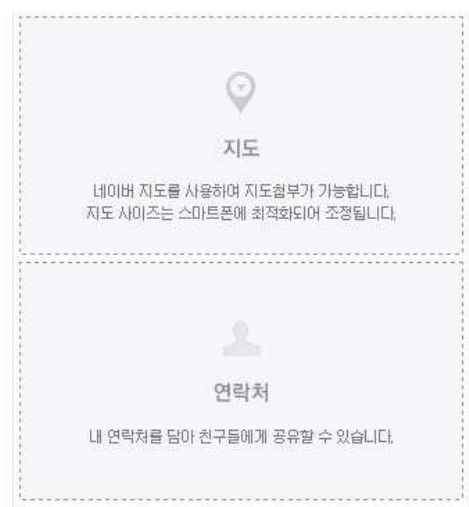 지도
네이버 지도를 사용하여 지도첨부가 가능합니다.
지도 사이즈는 스마트폰에 최적화되어 조정됩니다.
연락처
내 연락처를 담아 친구들에게 공유할 수 있습니다.